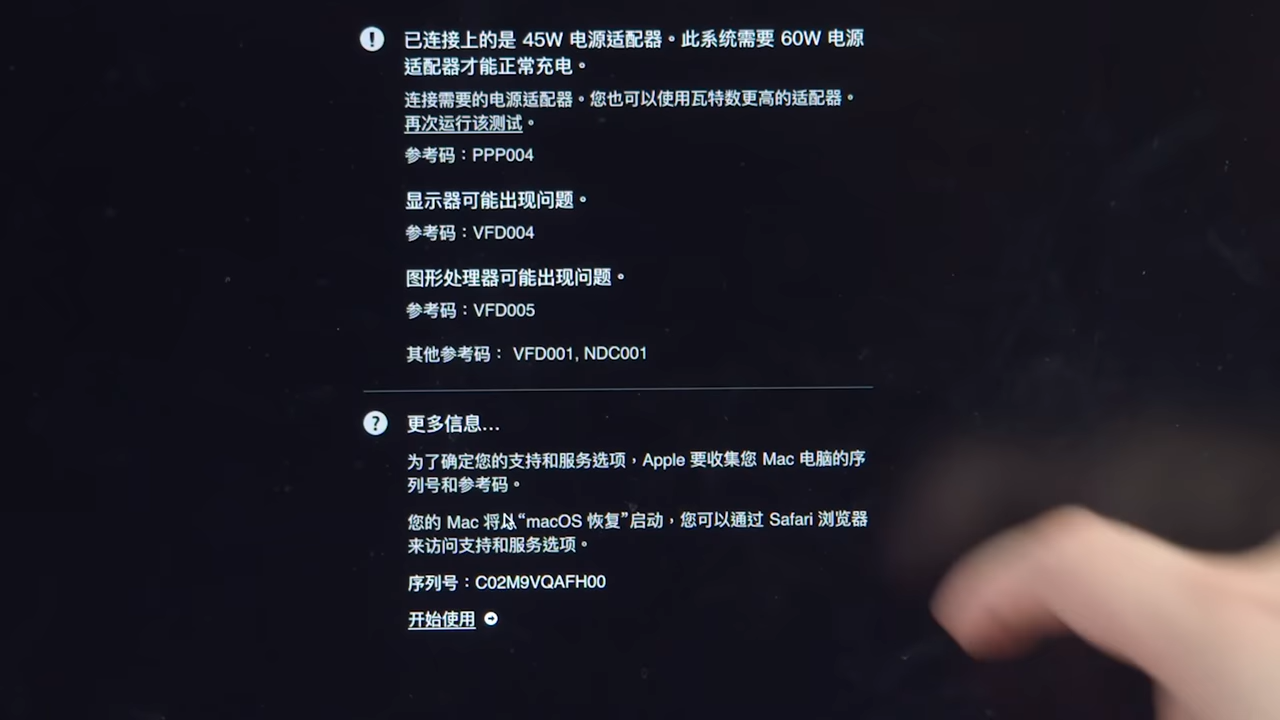 已连接上的是 45W 电源适配器。此系统需要 60W 电源
适配器才能正常充电。
连接需要的电源适配器。您也可以使用瓦特数更高的适配器。
再次运行该测试。
参考码：PPP004
显示器可能出现问题。
参考码：VFD004
图形处理器可能出现问题。
参考码：VFD005
其他参考码： VFD001, NDC001
更多信息…
为了确定您的支持和服务选项，Apple 要收集您 Mac 电脑的序
列号和参考码。
您的 Mac 将以“macOS 恢复”启动，您可以通过 Safari 浏览器
来访问支持和服务选项。
序列号：C02M9VQAFH00
开始使用